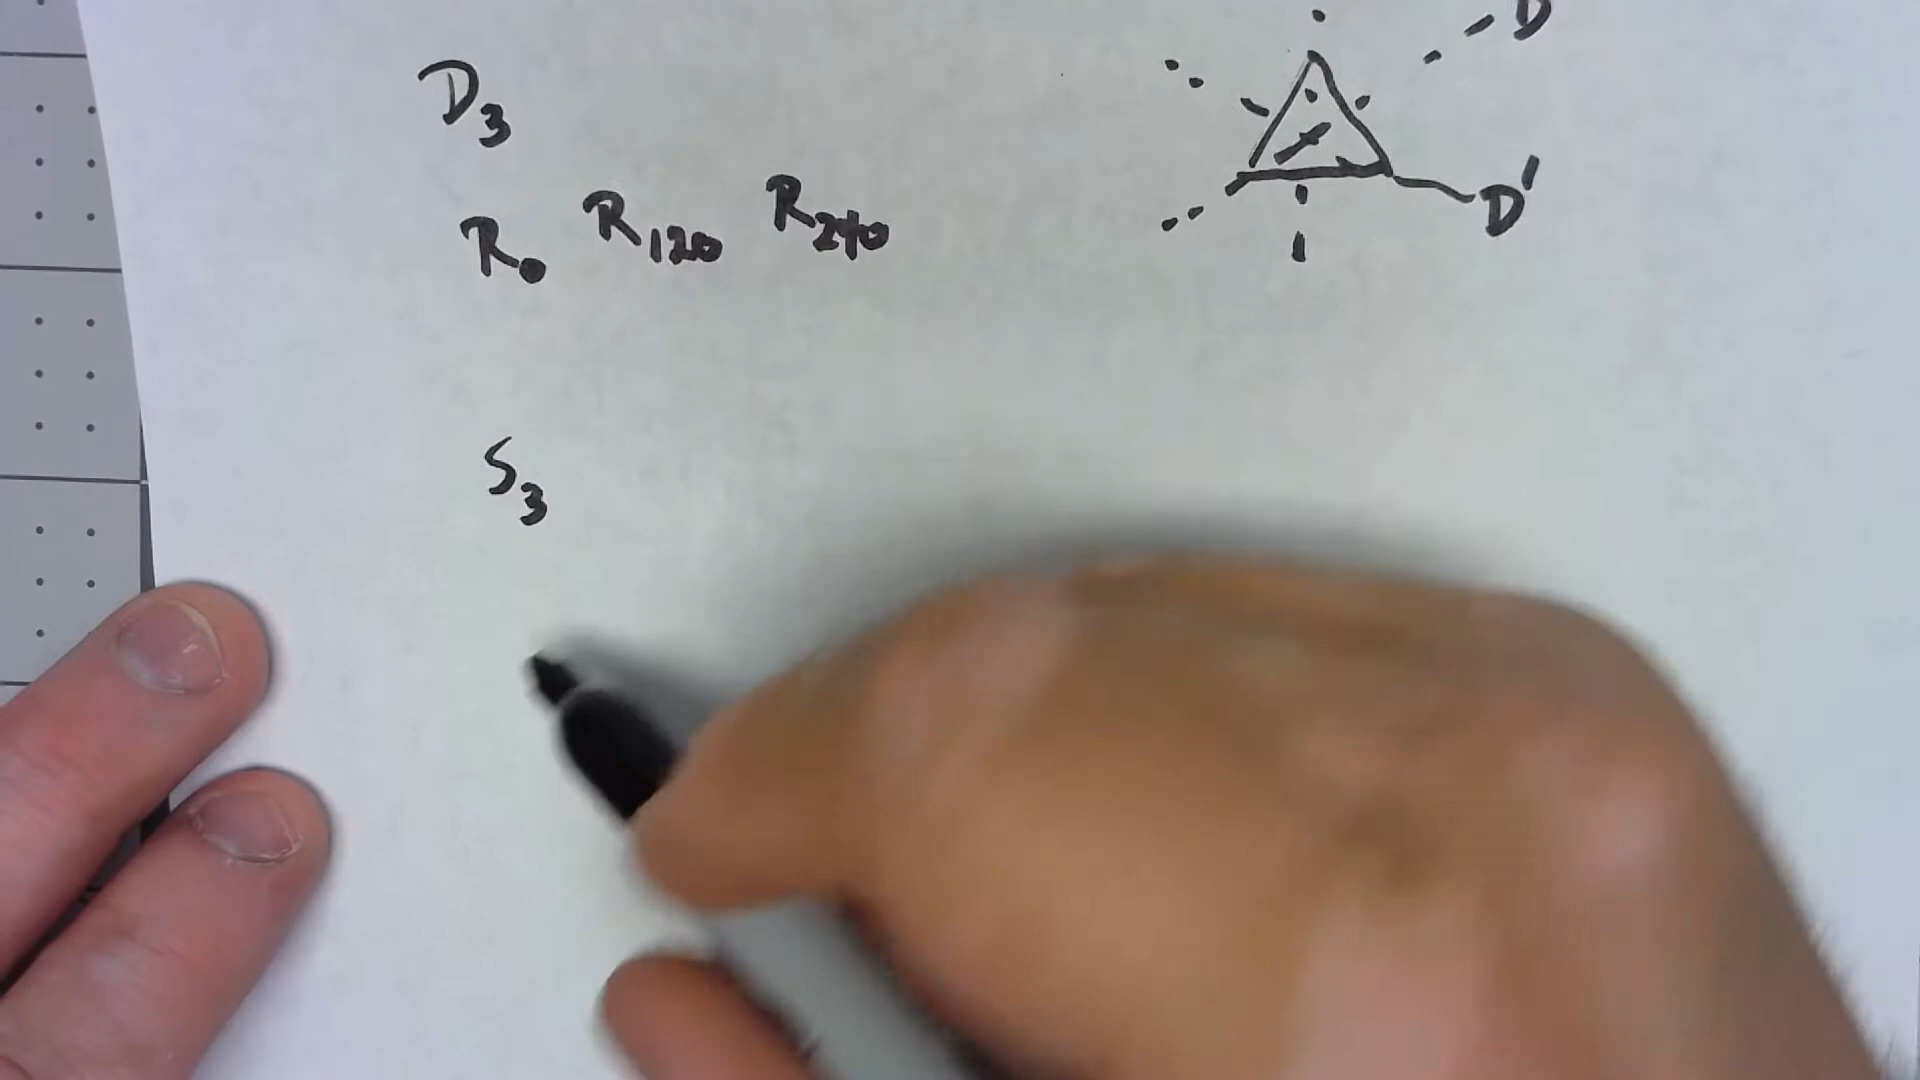 D₃
D
R₀ R₁₂₀ R₂₄₀
D'
S₃